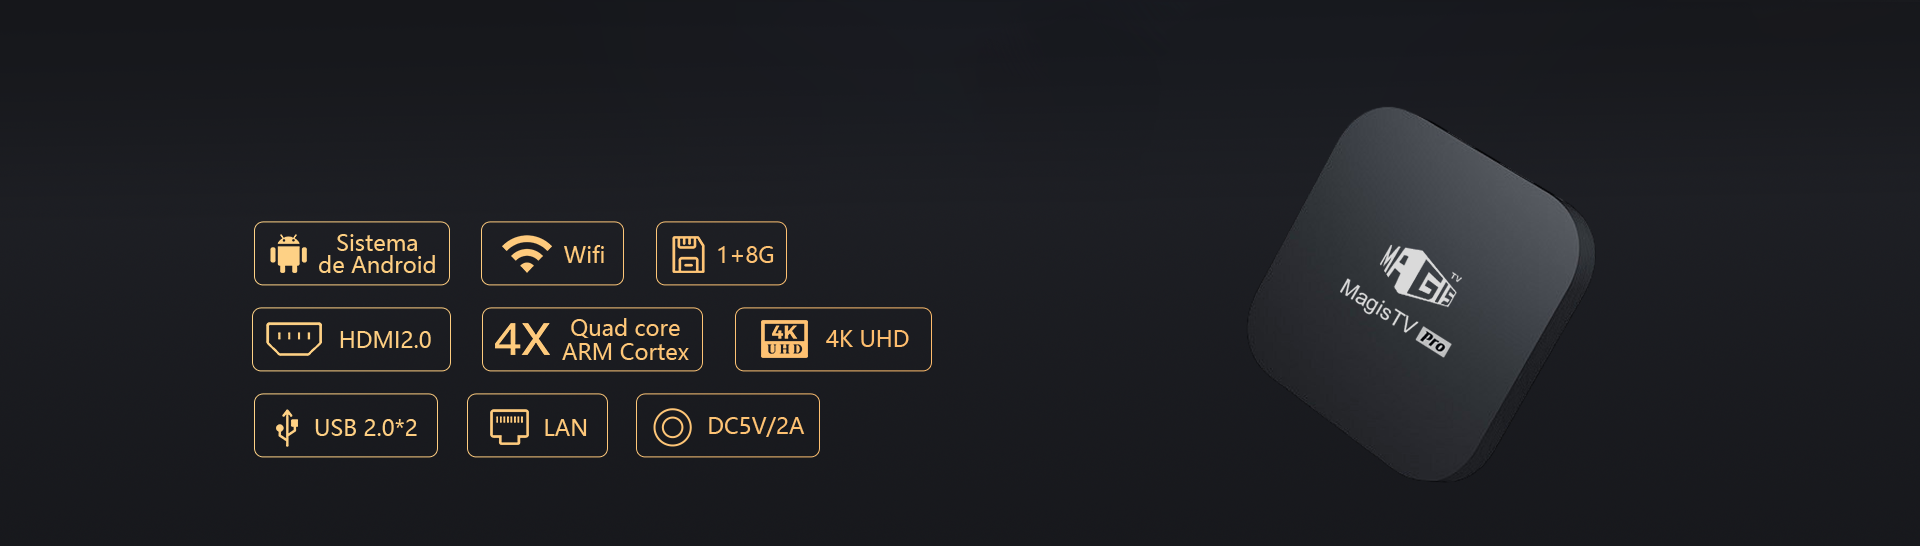 Sistema
de Android
Wifi
1+8G
HDMI2.0
4X
Quad core
ARM Cortex
4K
UHD
4K UHD
USB 2.0*2
LAN
DC5V/2A
MAGIS
TV
MagisTV
Pro